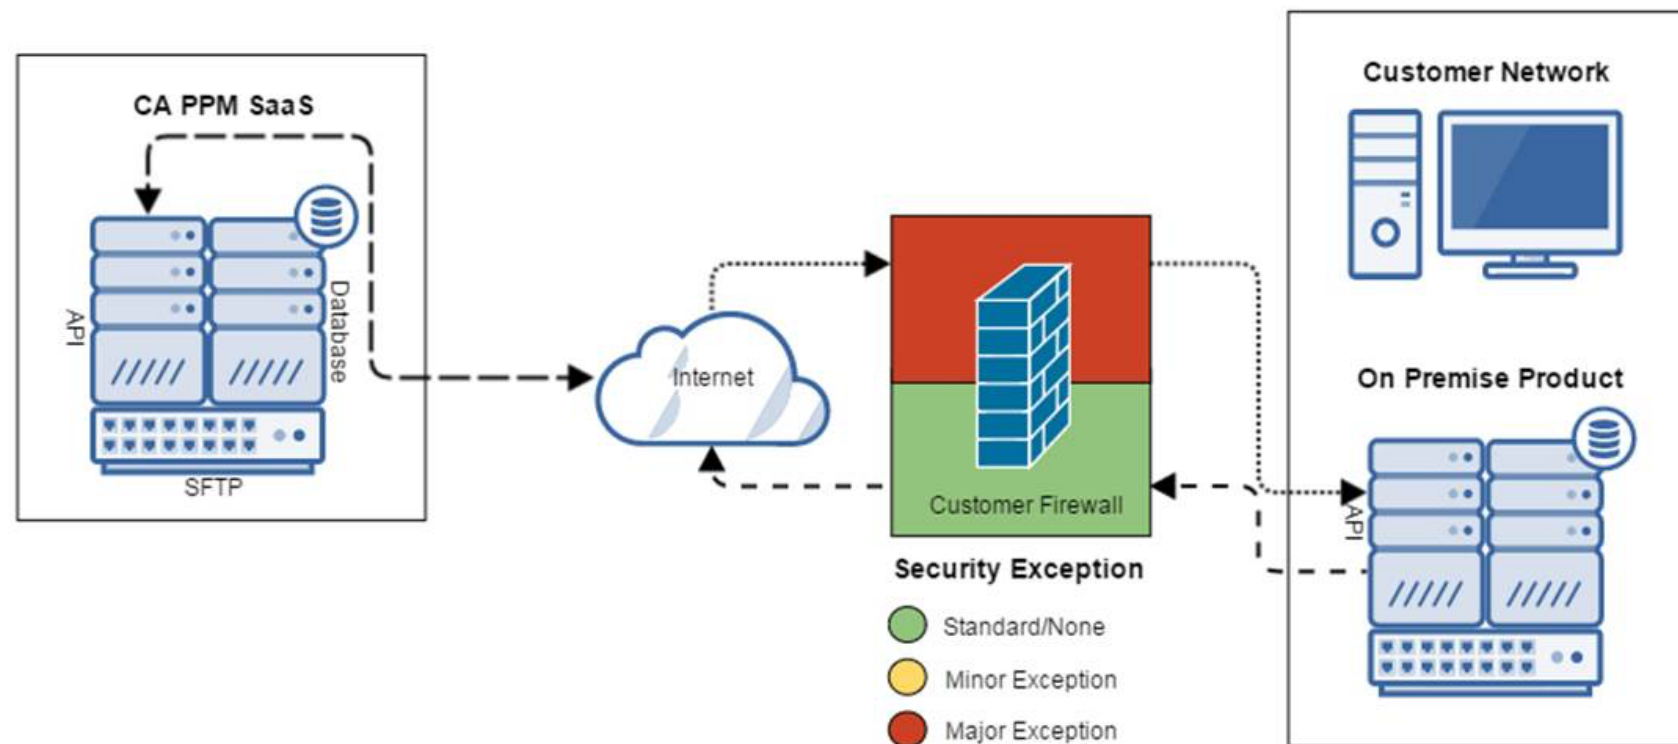 CA PPM SaaS
API
Database
SFTP
Internet
Customer Firewall
Security Exception
Standard/None
Minor Exception
Major Exception
Customer Network
On Premise Product
API